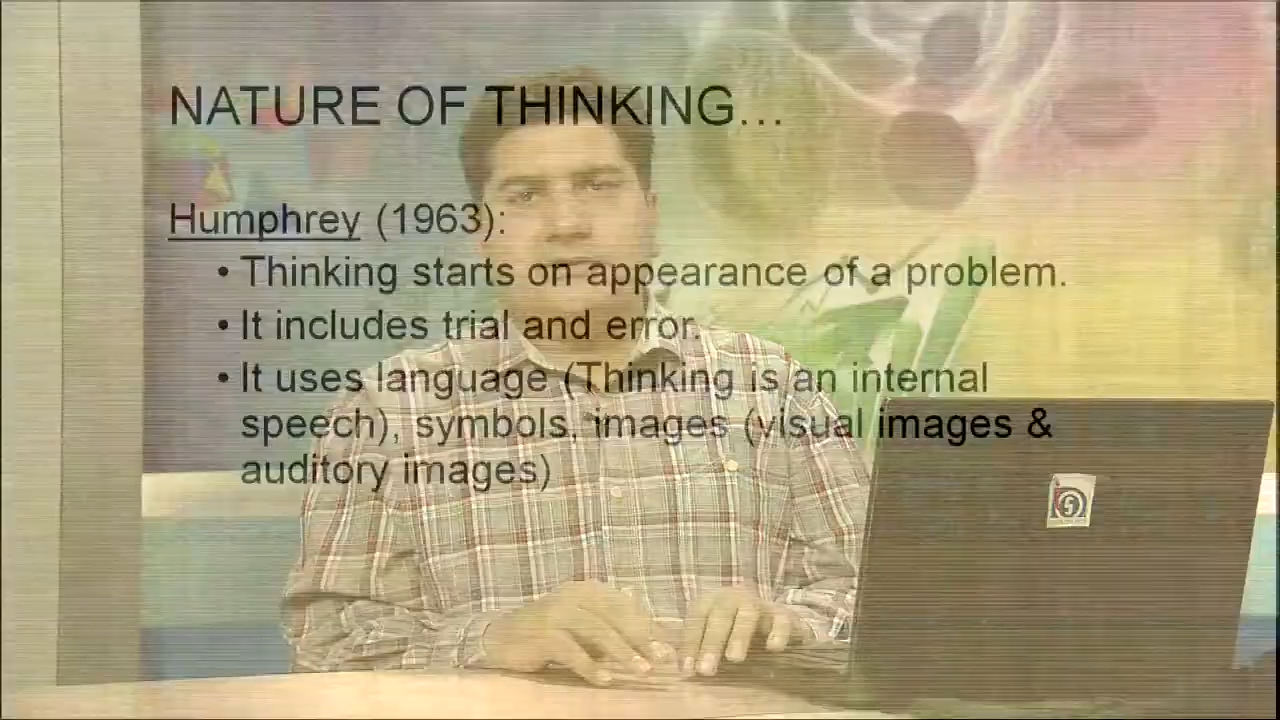 NATURE OF THINKING...
Humphrey (1963):
• Thinking starts on appearance of a problem.
• It includes trial and error.
• It uses language (Thinking is an internal
speech), symbols, images (visual images &
auditory images)